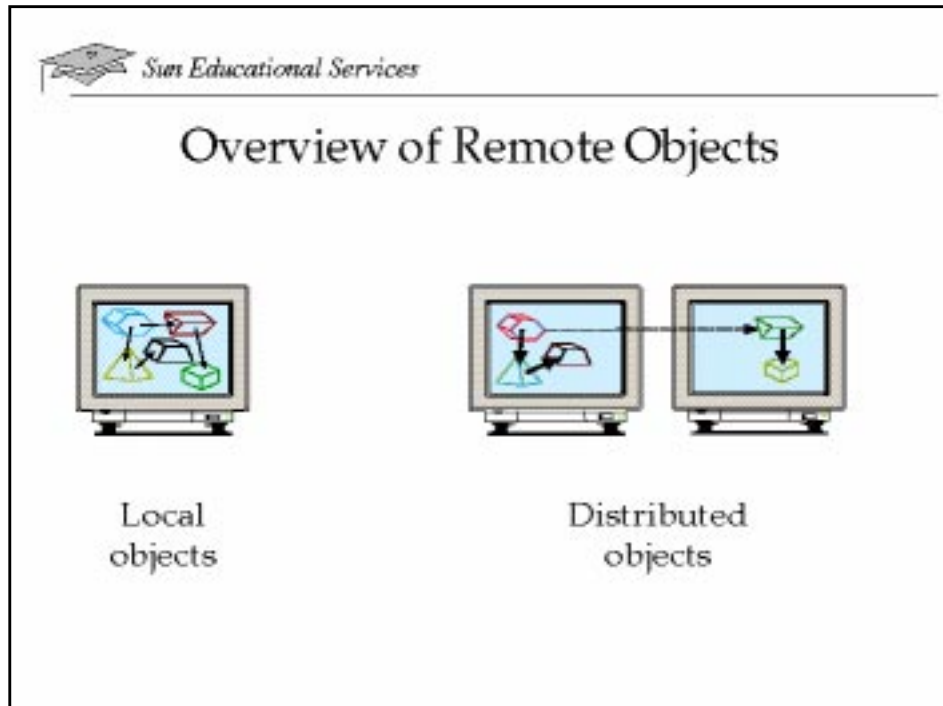 Sun Educational Services
Overview of Remote Objects
Local
objects
Distributed
objects